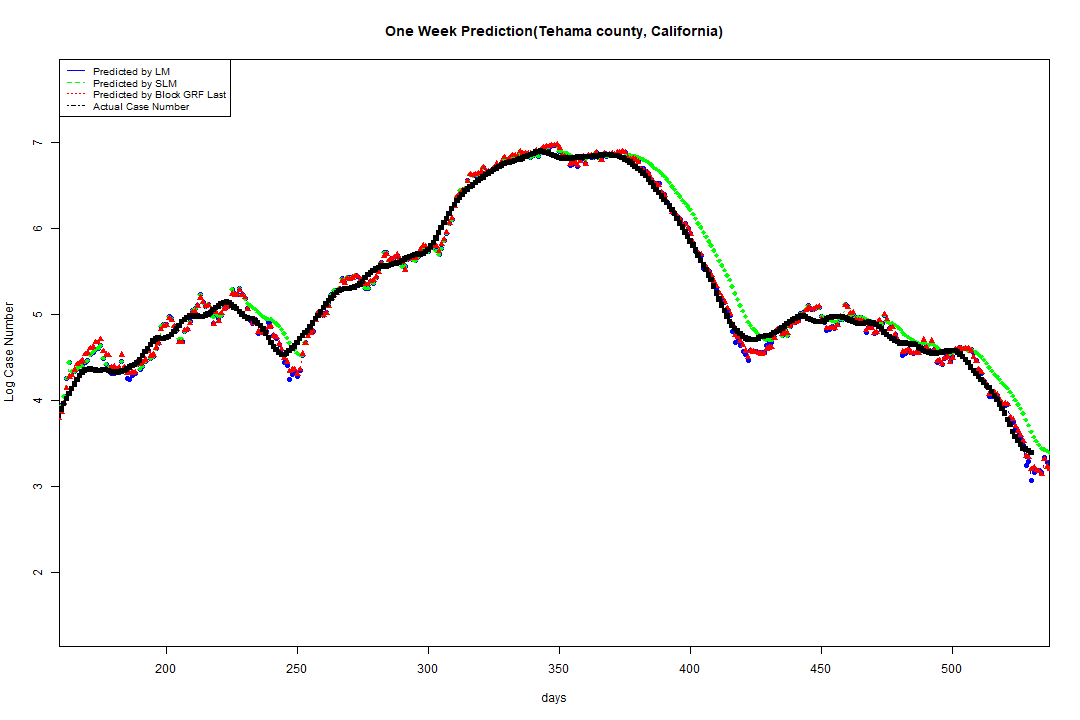 One Week Prediction(Tehama county, California)
Predicted by LM
Predicted by SLM
Predicted by Block GRF Last
Actual Case Number
7
6
5
4
3
2
Log Case Number
200 250 300 350 400 450 500
days